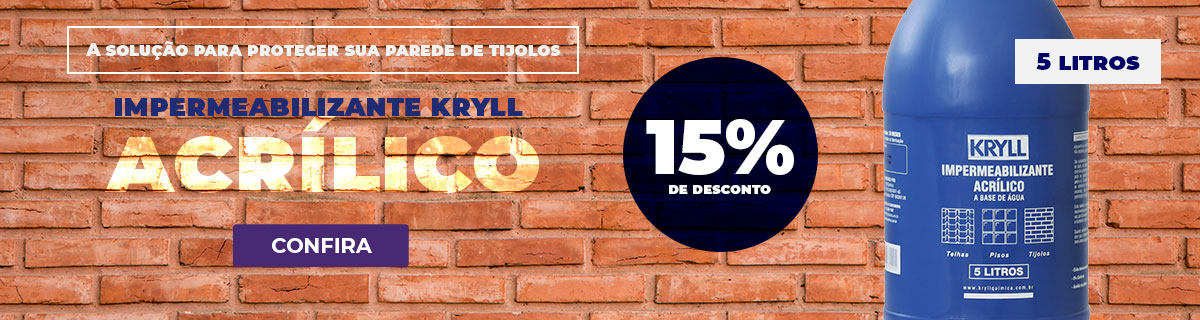 A SOLUÇÃO PARA PROTEGER SUA PAREDE DE TIJOLOS
IMPERMEABILIZANTE KRYLL
ACRÍLICO
CONFIRA
15%
DE DESCONTO
5 LITROS
KRYLL
IMPERMEABILIZANTE
ACRÍLICO
A BASE DE ÁGUA
Telhas Pisos Tijolos
5 LITROS
www.kryllquimica.com.br